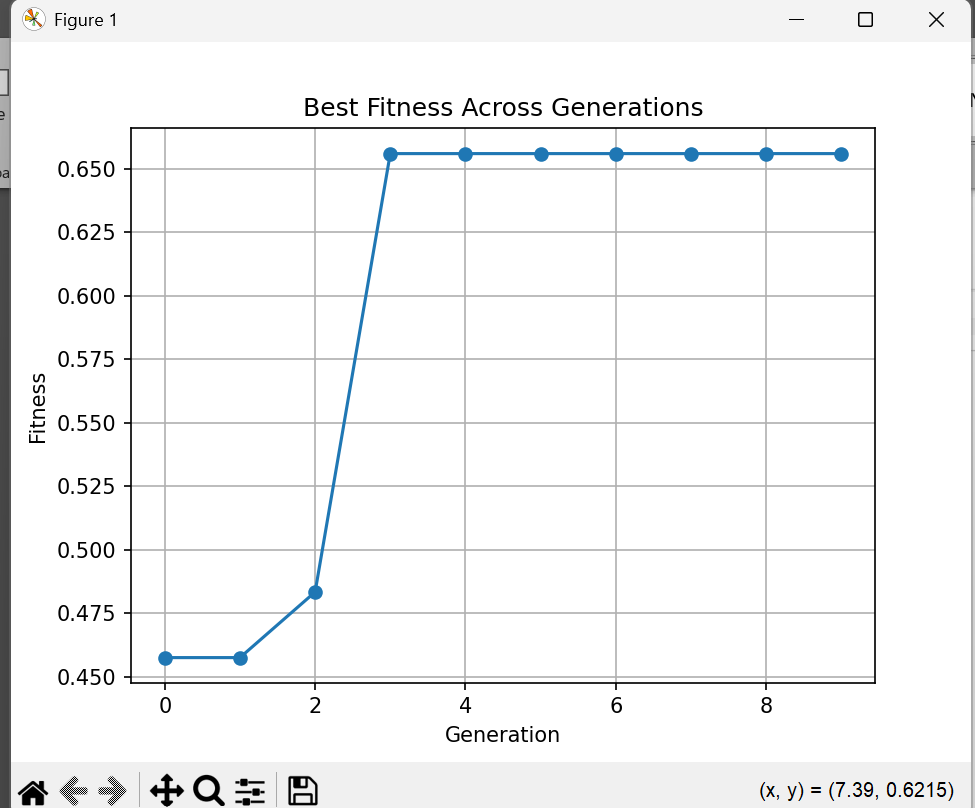 Figure 1
Best Fitness Across Generations
0.650
0.625
0.600
0.575
0.550
0.525
0.500
0.475
0.450
Fitness
0 2 4 6 8
Generation
(x, y) = (7.39, 0.6215)